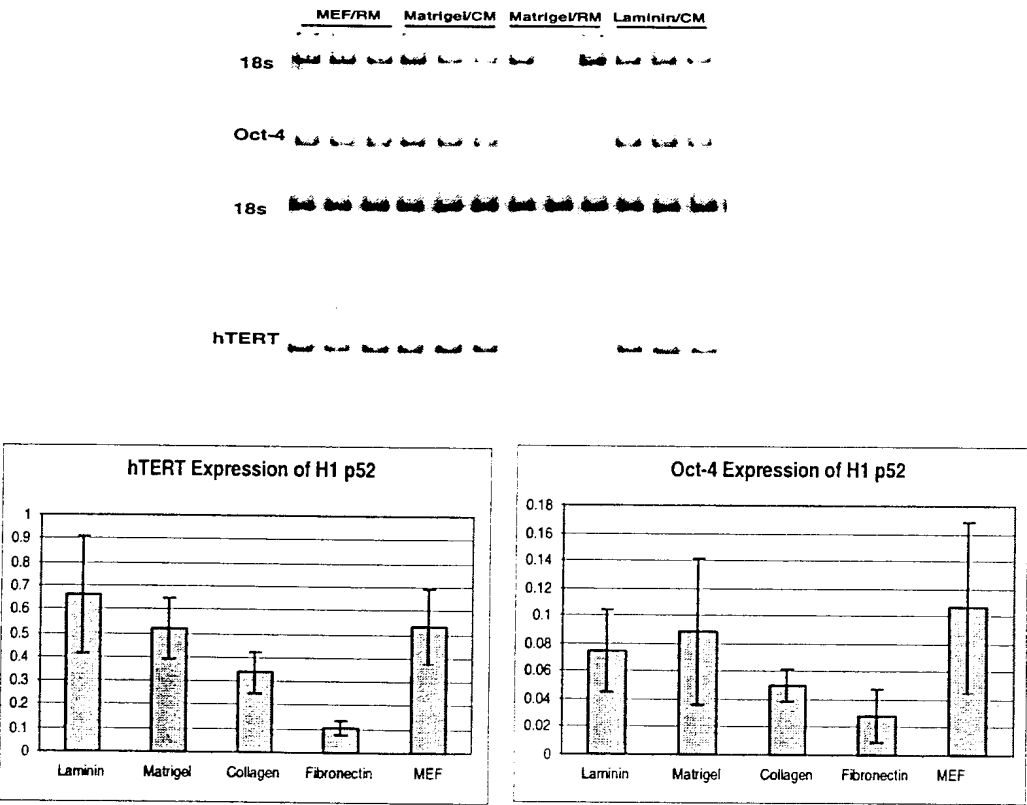 MEF/RM Matrigel/CM Matrigel/RM Laminin/CM
18s
Oct-4
18s
hTERT
hTERT Expression of H1 p52
1
0.9
0.8
0.7
0.6
0.5
0.4
0.3
0.2
0.1
0
Laminin Matrigel Collagen Fibronectin MEF
Oct-4 Expression of H1 p52
0.18
0.16
0.14
0.12
0.1
0.08
0.06
0.04
0.02
0
Laminin Matrigel Collagen Fibronectin MEF